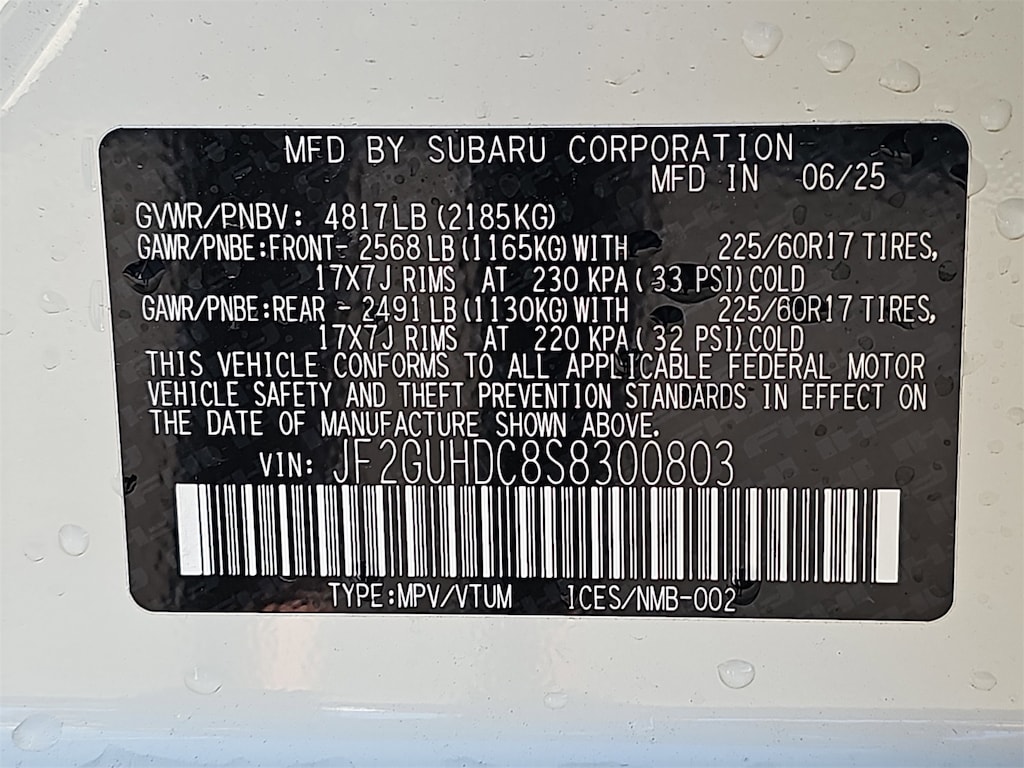 MFD BY SUBARU CORPORATION
MFD IN 06/25
GVWR/PNBV: 4817LB (2185KG)
GAWR/PNBE:FRONT- 2568 LB (1165KG) WITH 225/60R17 TIRES,
17X7J RIMS AT 230 KPA ( 33 PSI) COLD
GAWR/PNBE:REAR - 2491 LB (1130KG) WITH 225/60R17 TIRES,
17X7J RIMS AT 220 KPA ( 32 PSI) COLD
THIS VEHICLE CONFORMS TO ALL APPLICABLE FEDERAL MOTOR
VEHICLE SAFETY AND THEFT PREVENTION STANDARDS IN EFFECT ON
THE DATE OF MANUFACTURE SHOWN ABOVE.
VIN: JF2GUHDC8S8300803
TYPE:MPV/VTUM ICES/NMB-002